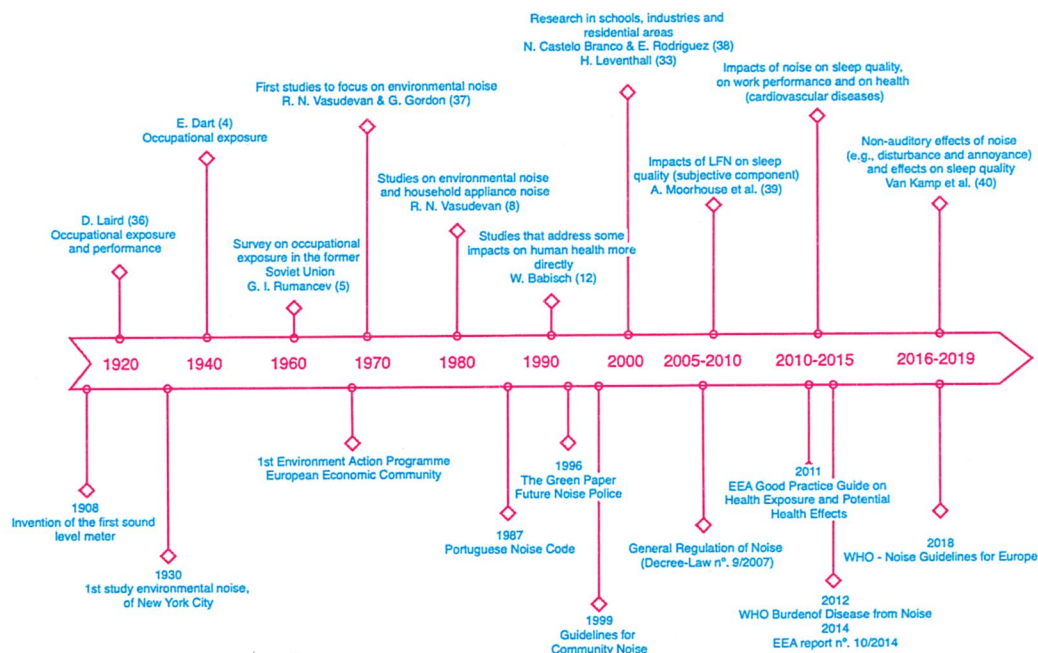 Research in schools, industries and
residential areas
N. Castelo Branco & E. Rodriguez (38)
H. Leventhall (33)
Impacts of noise on sleep quality,
on work performance and on health
(cardiovascular diseases)
First studies to focus on environmental noise
R. N. Vasudevan & G. Gordon (37)
E. Dart (4)
Occupational exposure
Non-auditory effects of noise
(e.g., disturbance and annoyance)
and effects on sleep quality
Van Kamp et al. (40)
Impacts of LFN on sleep
quality (subjective component)
A. Moorhouse et al. (39)
Studies on environmental noise
and household appliance noise
R. N. Vasudevan (8)
D. Laird (36)
Occupational exposure
and performance
Survey on occupational
exposure in the former
Soviet Union
G. I. Rumancev (5)
Studies that address some
impacts on human health more
directly
W. Babisch (12)
1920
1940
1960
1970
1980
1990
2000
2005-2010
2010-2015
2016-2019
1908
Invention of the first sound
level meter
1930
1st study environmental noise,
of New York City
1st Environment Action Programme
European Economic Community
1987
Portuguese Noise Code
1996
The Green Paper
Future Noise Police
1999
Guidelines for
Community Noise
General Regulation of Noise
(Decree-Law nº. 9/2007)
2011
EEA Good Practice Guide on
Health Exposure and Potential
Health Effects
2012
WHO Burdenof Disease from Noise
2014
EEA report nº. 10/2014
2018
WHO - Noise Guidelines for Europe